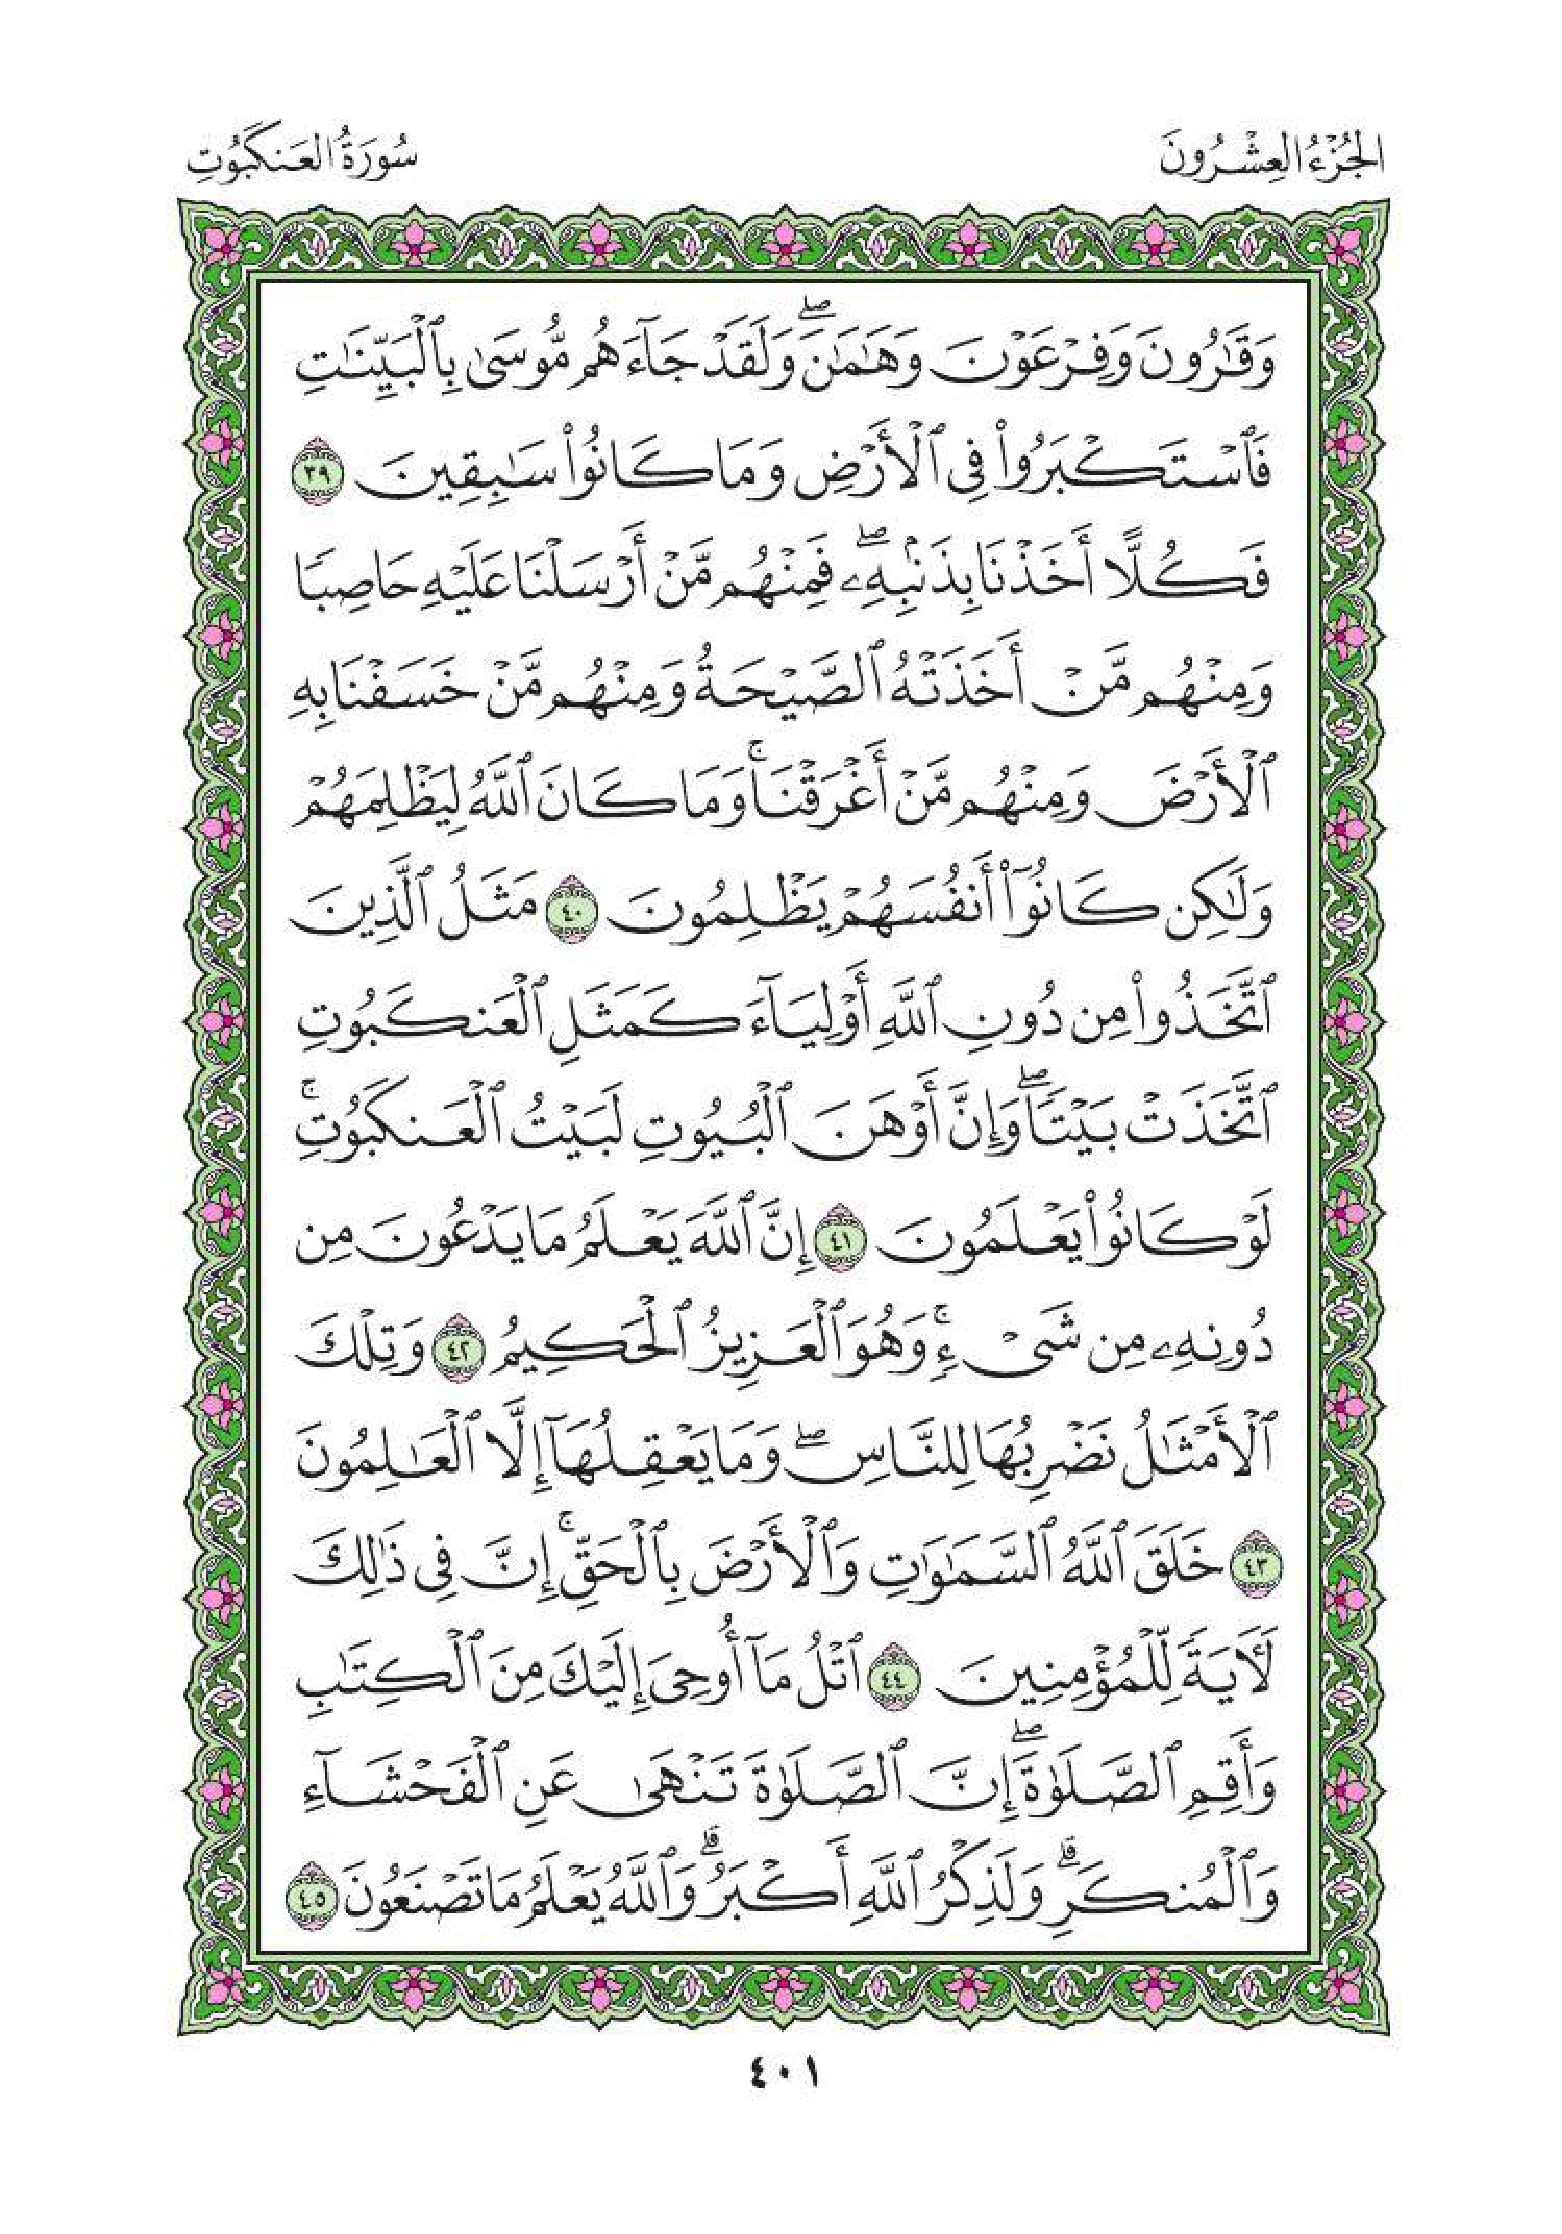 الجُزْءُ العِشْرُونَ
سُورَةُ العَنكَبُوتِ
وَقَٰرُونَ وَفِرْعَوْنَ وَهَٰمَٰنَ ۖ وَلَقَدْ جَآءَهُم مُّوسَىٰ بِٱلْبَيِّنَٰتِ
فَٱسْتَكْبَرُوا۟ فِى ٱلْأَرْضِ وَمَا كَانُوا۟ سَٰبِقِينَ ٣٩
فَكُلًّا أَخَذْنَا بِذَنۢبِهِۦ ۖ فَمِنْهُم مَّنْ أَرْسَلْنَا عَلَيْهِ حَاصِبًا
وَمِنْهُم مَّنْ أَخَذَتْهُ ٱلصَّيْحَةُ وَمِنْهُم مَّنْ خَسَفْنَا بِهِ
ٱلْأَرْضَ وَمِنْهُم مَّنْ أَغْرَقْنَا ۚ وَمَا كَانَ ٱللَّهُ لِيَظْلِمَهُمْ
وَلَٰكِن كَانُوٓا۟ أَنفُسَهُمْ يَظْلِمُونَ ٤٠ مَثَلُ ٱلَّذِينَ
ٱتَّخَذُوا۟ مِن دُونِ ٱللَّهِ أَوْلِيَآءَ كَمَثَلِ ٱلْعَنكَبُوتِ
ٱتَّخَذَتْ بَيْتًا ۖ وَإِنَّ أَوْهَنَ ٱلْبُيُوتِ لَبَيْتُ ٱلْعَنكَبُوتِ ۚ
لَوْ كَانُوا۟ يَعْلَمُونَ ٤١ إِنَّ ٱللَّهَ يَعْلَمُ مَا يَدْعُونَ مِن
دُونِهِۦ مِن شَىْءٍ ۚ وَهُوَ ٱلْعَزِيزُ ٱلْحَكِيمُ ٤٢ وَتِلْكَ
ٱلْأَمْثَٰلُ نَضْرِبُهَا لِلنَّاسِ ۖ وَمَا يَعْقِلُهَآ إِلَّا ٱلْعَٰلِمُونَ
٤٣ خَلَقَ ٱللَّهُ ٱلسَّمَٰوَٰتِ وَٱلْأَرْضَ بِٱلْحَقِّ ۚ إِنَّ فِى ذَٰلِكَ
لَءَايَةً لِّلْمُؤْمِنِينَ ٤٤ ٱتْلُ مَآ أُوحِىَ إِلَيْكَ مِنَ ٱلْكِتَٰبِ
وَأَقِمِ ٱلصَّلَوٰةَ ۖ إِنَّ ٱلصَّلَوٰةَ تَنْهَىٰ عَنِ ٱلْفَحْشَآءِ
وَٱلْمُنكَرِ ۗ وَلَذِكْرُ ٱللَّهِ أَكْبَرُ ۗ وَٱللَّهُ يَعْلَمُ مَا تَصْنَعُونَ ٤٥
٤٠١